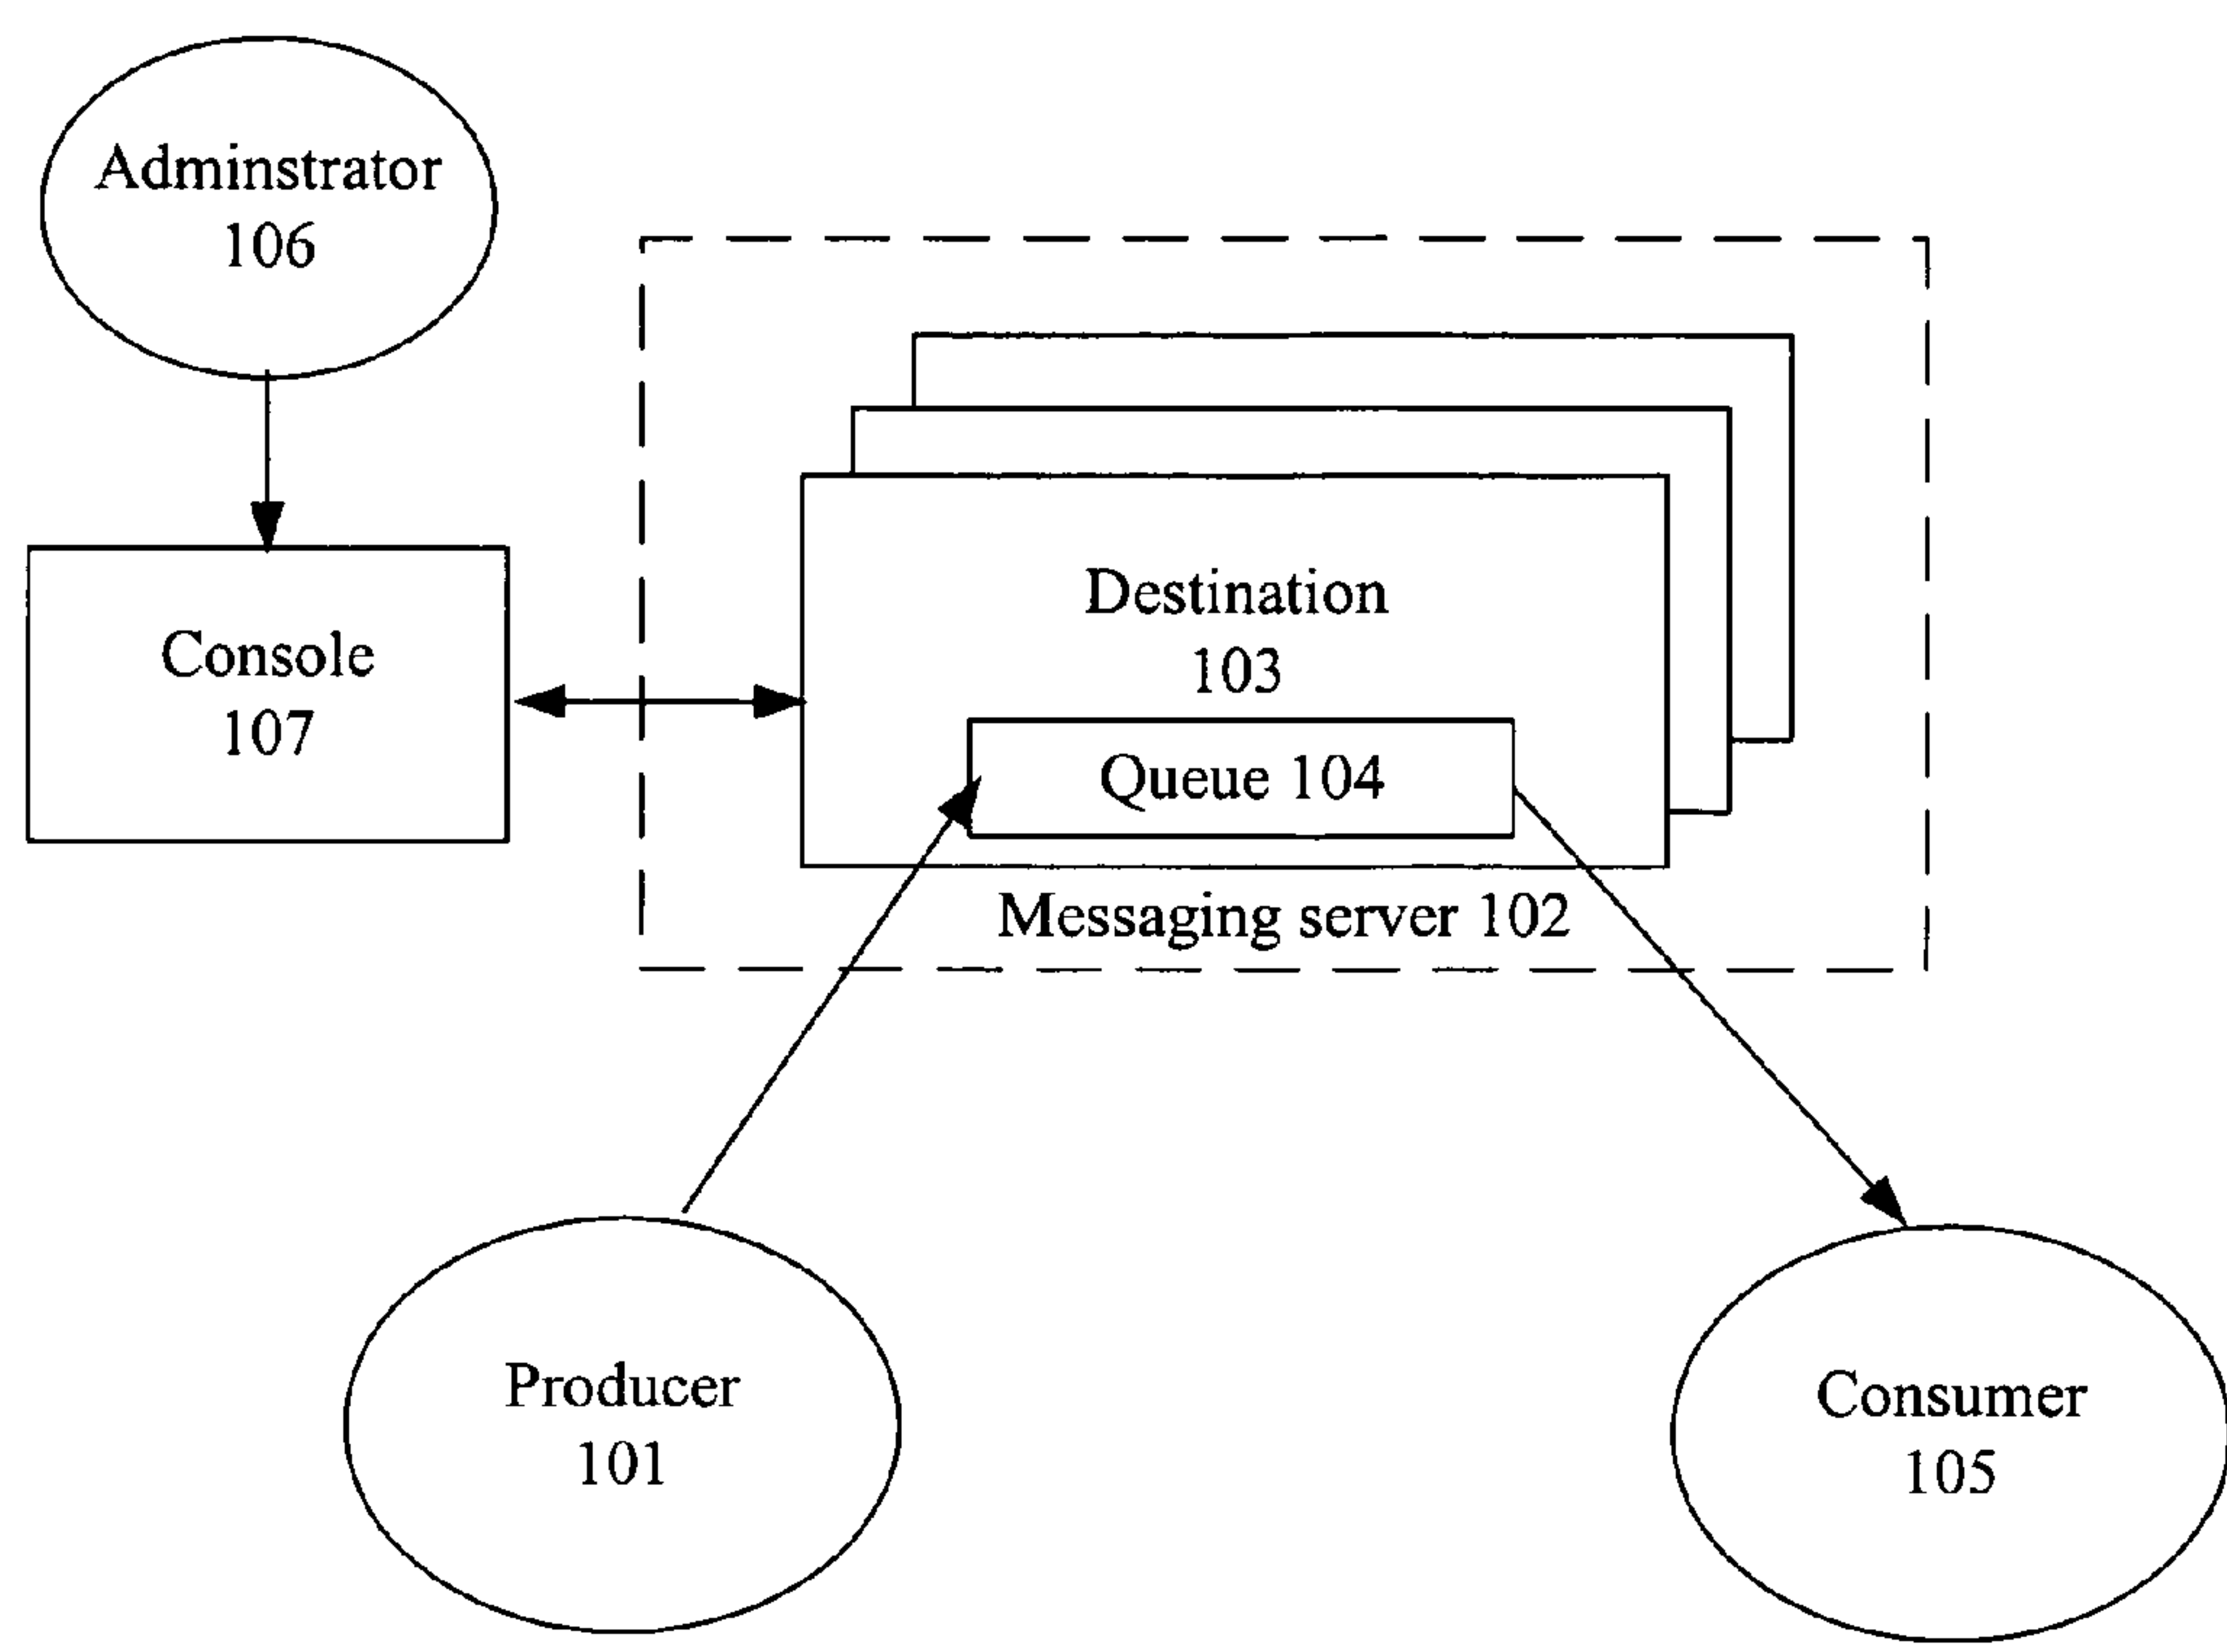 Adminstrator
106
Console
107
Destination
103
Queue 104
Messaging server 102
Producer
101
Consumer
105